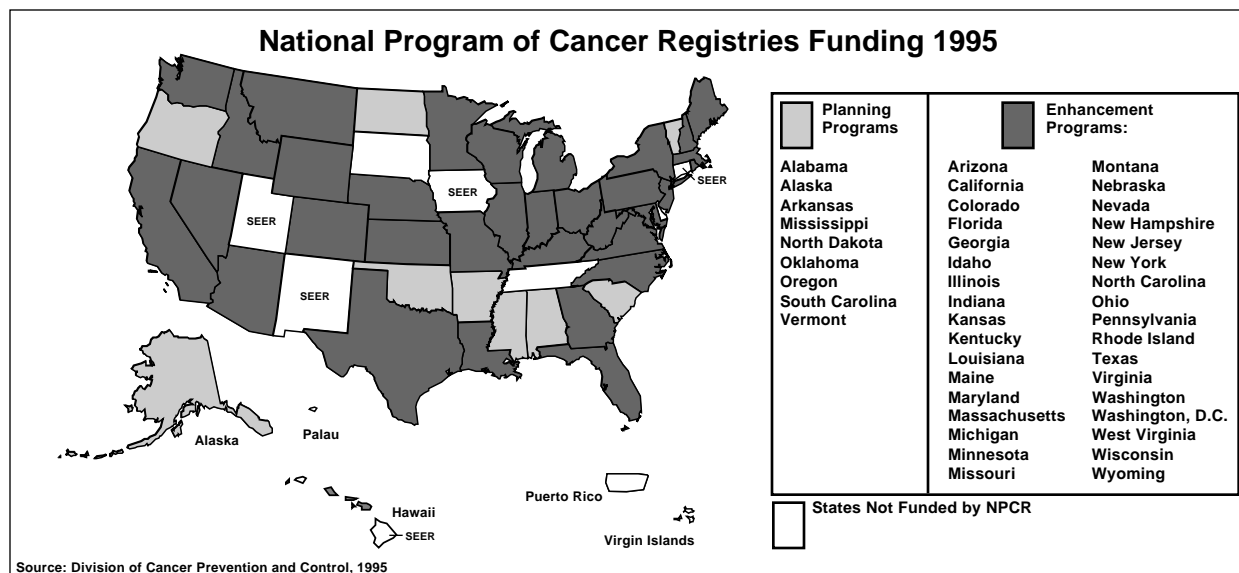 National Program of Cancer Registries Funding 1995
SEER
SEER
SEER
SEER
Alaska
Palau
Hawaii
SEER
Puerto Rico
Virgin Islands
Planning
Programs
Alabama
Alaska
Arkansas
Mississippi
North Dakota
Oklahoma
Oregon
South Carolina
Vermont
Enhancement
Programs:
Arizona
California
Colorado
Florida
Georgia
Idaho
Illinois
Indiana
Kansas
Kentucky
Louisiana
Maine
Maryland
Massachusetts
Michigan
Minnesota
Missouri
Montana
Nebraska
Nevada
New Hampshire
New Jersey
New York
North Carolina
Ohio
Pennsylvania
Rhode Island
Texas
Virginia
Washington
Washington, D.C.
West Virginia
Wisconsin
Wyoming
States Not Funded by NPCR
Source: Division of Cancer Prevention and Control, 1995